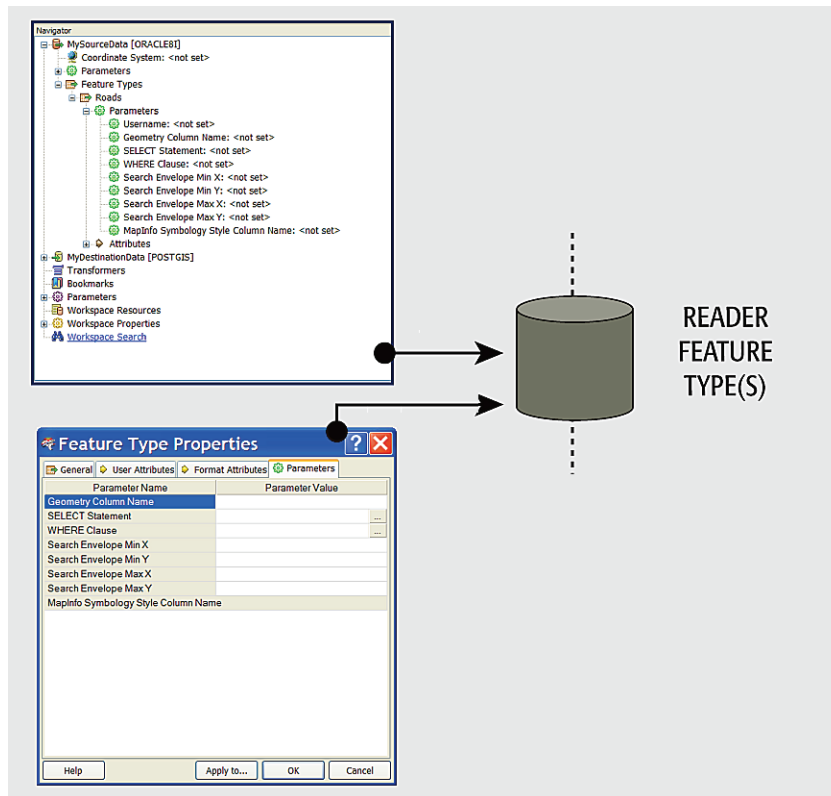 Navigator
MySourceData [ORACLE8I]
Coordinate System: <not set>
Parameters
Feature Types
Roads
Parameters
Username: <not set>
Geometry Column Name: <not set>
SELECT Statement: <not set>
WHERE Clause: <not set>
Search Envelope Min X: <not set>
Search Envelope Min Y: <not set>
Search Envelope Max X: <not set>
Search Envelope Max Y: <not set>
MapInfo Symbology Style Column Name: <not set>
Attributes
MyDestinationData [POSTGIS]
Transformers
Bookmarks
Parameters
Workspace Resources
Workspace Properties
Workspace Search
READER
FEATURE
TYPE(S)
Feature Type Properties
General User Attributes Format Attributes Parameters
Parameter Name Parameter Value
Geometry Column Name
SELECT Statement ...
WHERE Clause ...
Search Envelope Min X
Search Envelope Min Y
Search Envelope Max X
Search Envelope Max Y
MapInfo Symbology Style Column Name
Help Apply to... OK Cancel